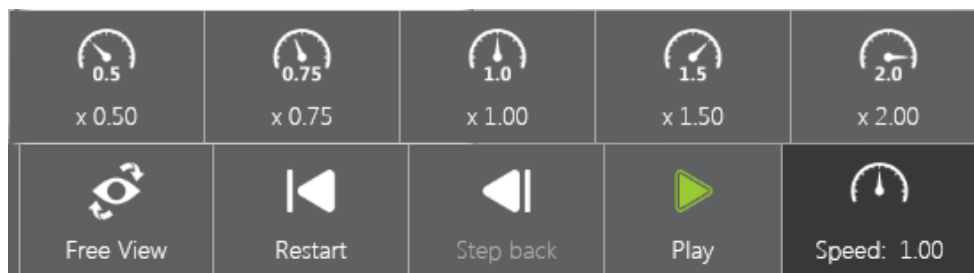 0.5 0.75 1.0 1.5 2.0
x 0.50 x 0.75 x 1.00 x 1.50 x 2.00
Free View Restart Step back Play Speed: 1.00